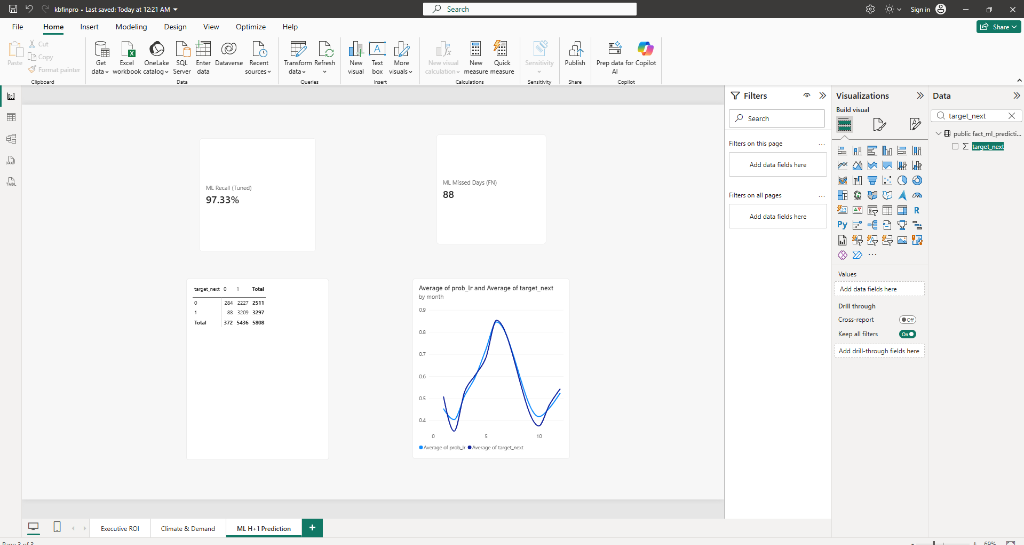 kbfinpro • Last saved: Today at 12:21 AM
Search
Sign in
File Home Insert Modeling Design View Optimize Help
Share
Paste
Cut
Copy
Format painter
Clipboard
Get data
Excel workbook
OneLake catalog
SQL Server
Enter data
Dataverse
Recent sources
Data
Transform data
Refresh
Queries
New visual
Text box
More visuals
Insert
New visual calculation
New measure
Quick measure
Calculations
Sensitivity
Sensitivity
Publish
Share
Prep data for AI
Copilot
Copilot
ML Recall (Tuned)
97.33%
ML Missed Days (FN)
88
target_next 0 1 Total
0 284 2227 2511
1 88 3209 3297
Total 372 5436 5808
Average of prob_lr and Average of target_next
by month
0.9
0.8
0.7
0.6
0.5
0.4
0 5 10
Average of prob_lr Average of target_next
Filters
Search
Filters on this page
Add data fields here
Filters on all pages
Add data fields here
Visualizations
Build visual
R
Py
Values
Add data fields here
Drill through
Cross-report
Off
Keep all filters
On
Add drill-through fields here
Data
target_next
public fact_ml_predicti...
target_next
Executive ROI
Climate & Demand
ML H+1 Prediction